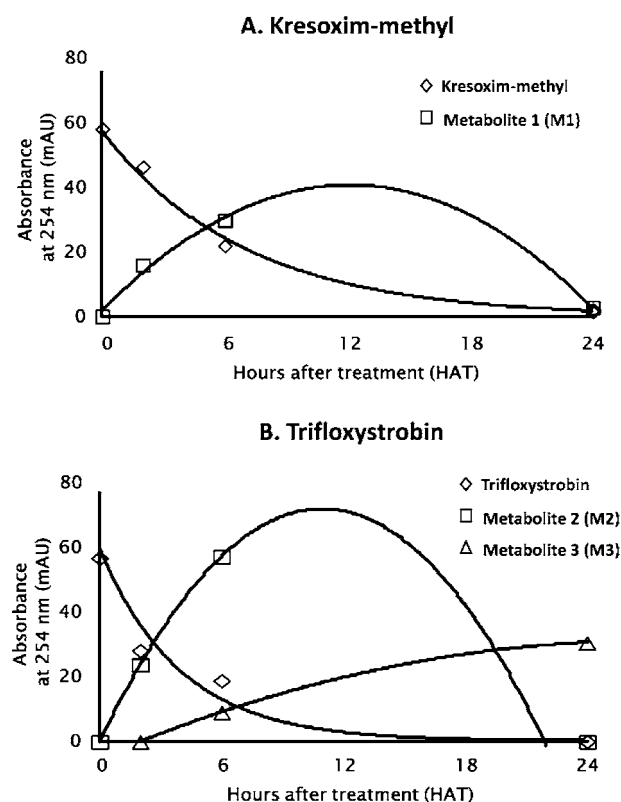 A. Kresoxim-methyl
80
60
40
20
0
Absorbance
at 254 nm (mAU)
Kresoxim-methyl
Metabolite 1 (M1)
0 6 12 18 24
Hours after treatment (HAT)
B. Trifloxystrobin
80
60
40
20
0
Absorbance
at 254 nm (mAU)
Trifloxystrobin
Metabolite 2 (M2)
Metabolite 3 (M3)
0 6 12 18 24
Hours after treatment (HAT)